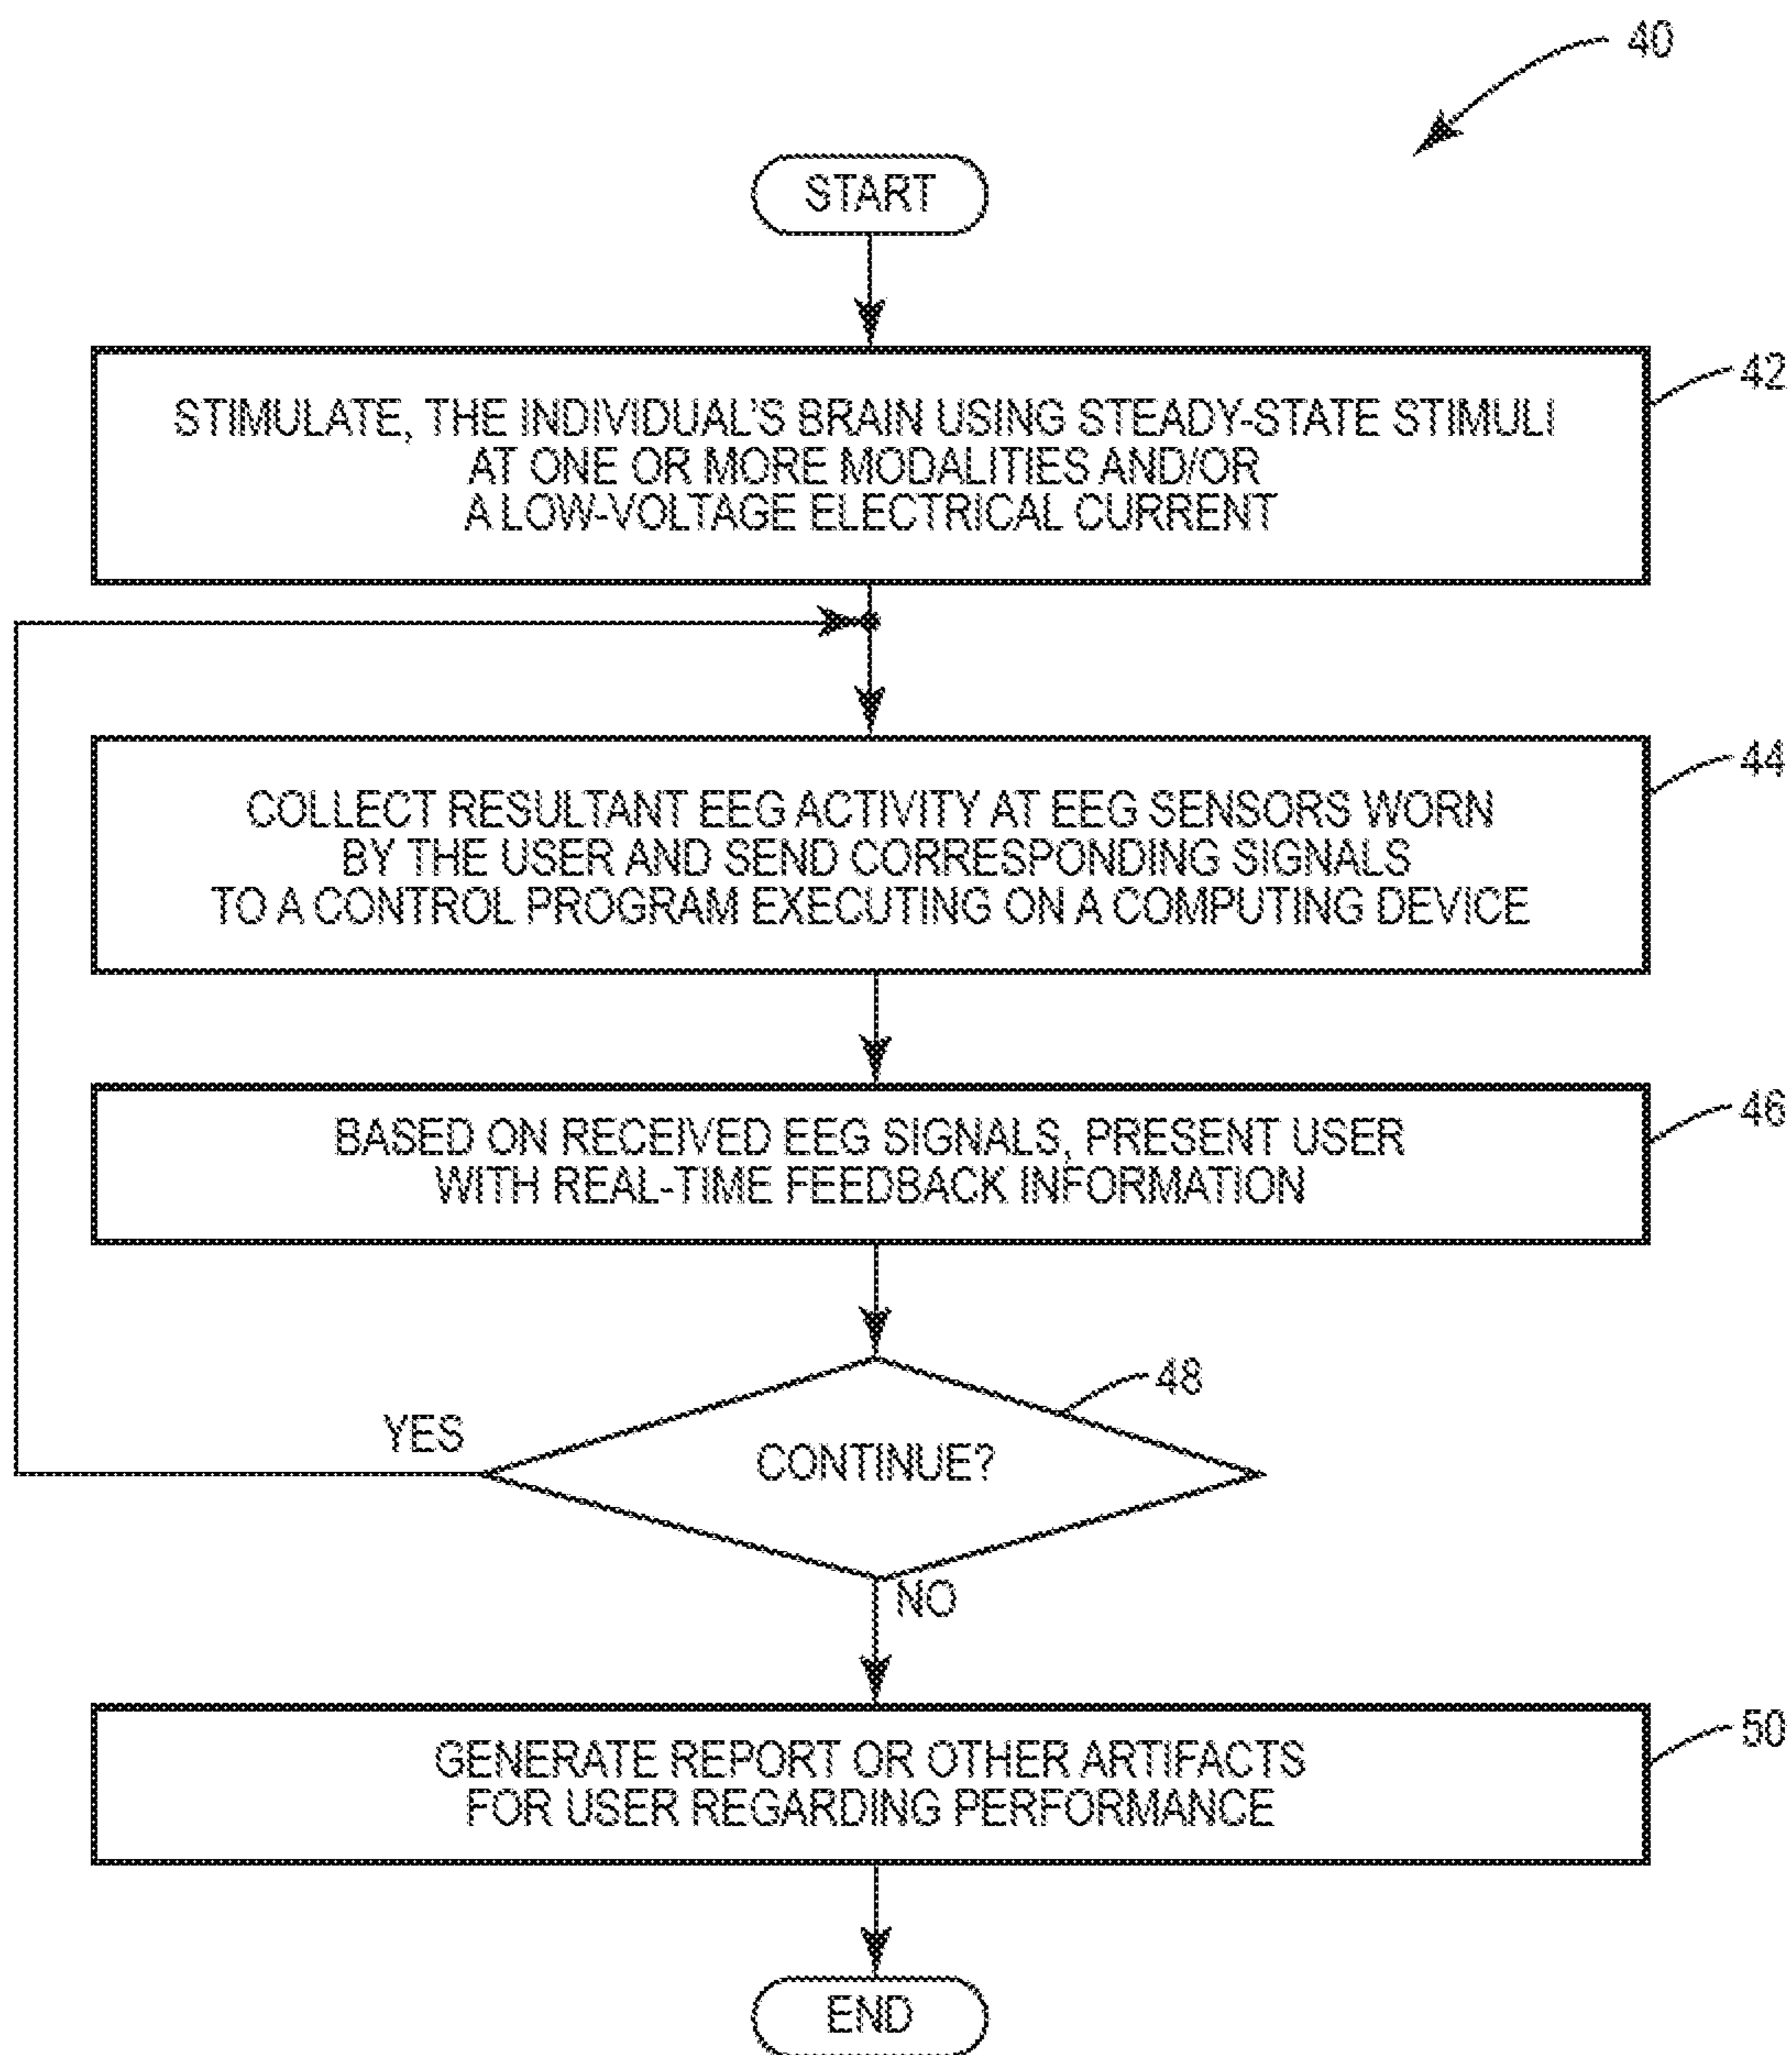 40
START
42
STIMULATE, THE INDIVIDUAL'S BRAIN USING STEADY-STATE STIMULI
AT ONE OR MORE MODALITIES AND/OR
A LOW-VOLTAGE ELECTRICAL CURRENT
44
COLLECT RESULTANT EEG ACTIVITY AT EEG SENSORS WORN
BY THE USER AND SEND CORRESPONDING SIGNALS
TO A CONTROL PROGRAM EXECUTING ON A COMPUTING DEVICE
46
BASED ON RECEIVED EEG SIGNALS, PRESENT USER
WITH REAL-TIME FEEDBACK INFORMATION
48
YES
CONTINUE?
NO
50
GENERATE REPORT OR OTHER ARTIFACTS
FOR USER REGARDING PERFORMANCE
END